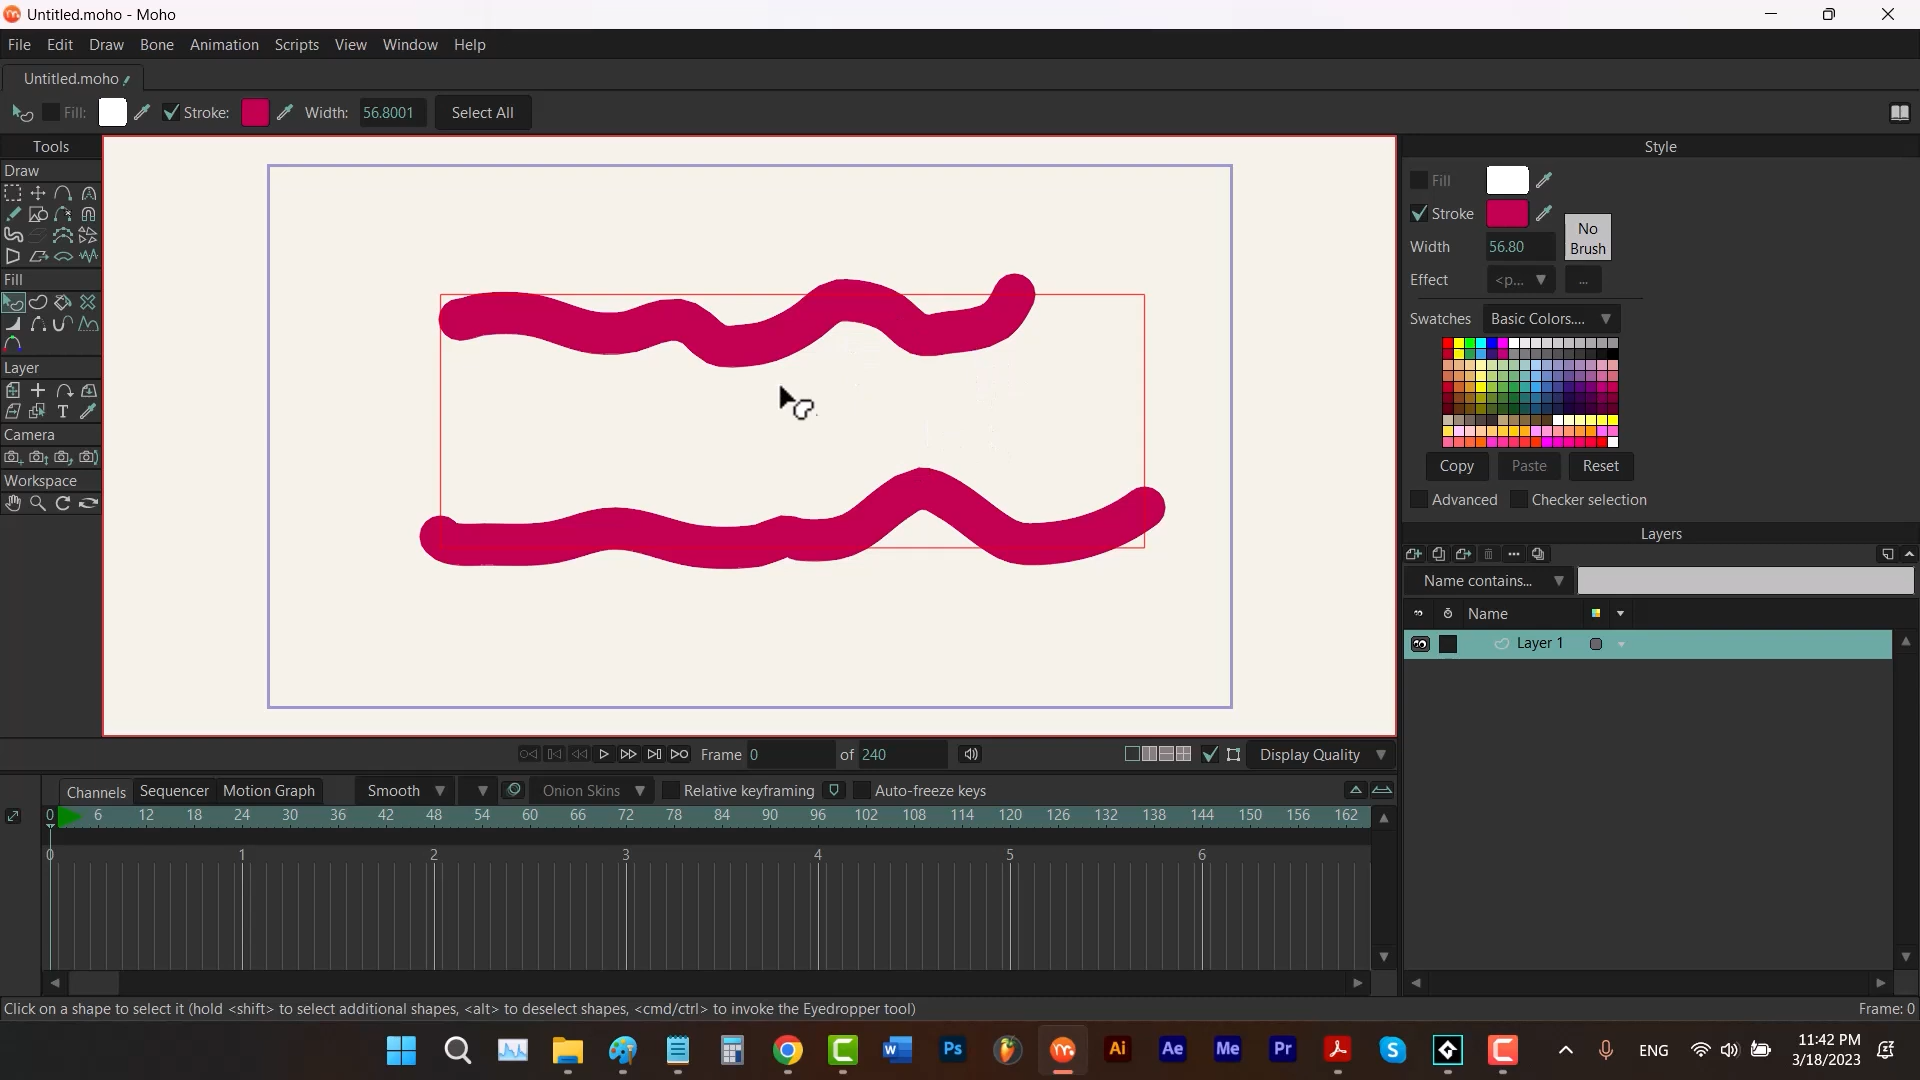 Untitled.moho - Moho
File Edit Draw Bone Animation Scripts View Window Help
Untitled.moho
Fill: Stroke: Width: 56.8001 Select All
Tools
Draw
Fill
Layer
T
Camera
Workspace
Style
Fill
Stroke
No Brush
Width 56.80
Effect <p... ...
Swatches Basic Colors....
Copy Paste Reset
Advanced Checker selection
Layers
Name contains...
Name
Layer 1
Frame 0 of 240 Display Quality
Channels Sequencer Motion Graph Smooth Onion Skins Relative keyframing Auto-freeze keys
0 6 12 18 24 30 36 42 48 54 60 66 72 78 84 90 96 102 108 114 120 126 132 138 144 150 156 162
0 1 2 3 4 5 6
Click on a shape to select it (hold <shift> to select additional shapes, <alt> to deselect shapes, <cmd/ctrl> to invoke the Eyedropper tool) Frame: 0
Ps Ai Ae Me Pr ENG 11:42 PM
3/18/2023